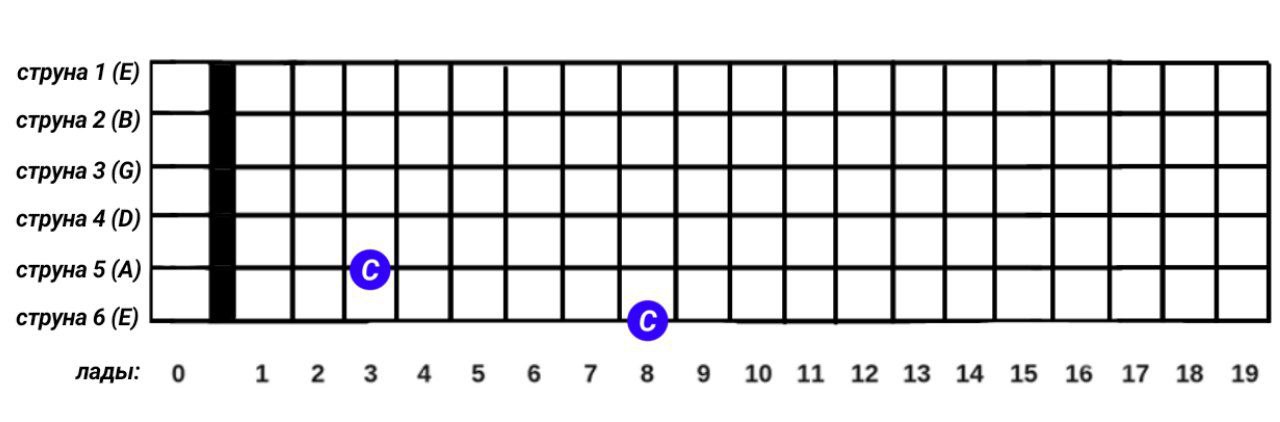 струна 1 (E)
струна 2 (B)
струна 3 (G)
струна 4 (D)
струна 5 (A) C
струна 6 (E) C
лады: 0 1 2 3 4 5 6 7 8 9 10 11 12 13 14 15 16 17 18 19